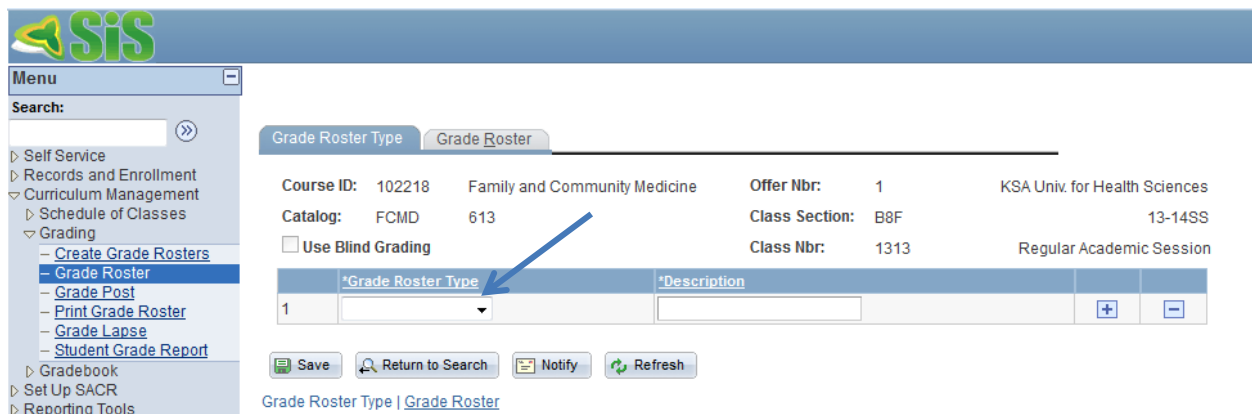 SiS
Menu
Search:
Self Service
Records and Enrollment
Curriculum Management
Schedule of Classes
Grading
– Create Grade Rosters
– Grade Roster
– Grade Post
– Print Grade Roster
– Grade Lapse
– Student Grade Report
Gradebook
Set Up SACR
Reporting Tools
Grade Roster Type Grade Roster
Course ID: 102218 Family and Community Medicine Offer Nbr: 1 KSA Univ. for Health Sciences
Catalog: FCMD 613 Class Section: B8F 13-14SS
Use Blind Grading Class Nbr: 1313 Regular Academic Session
*Grade Roster Type *Description
1
Save Return to Search Notify Refresh
Grade Roster Type | Grade Roster